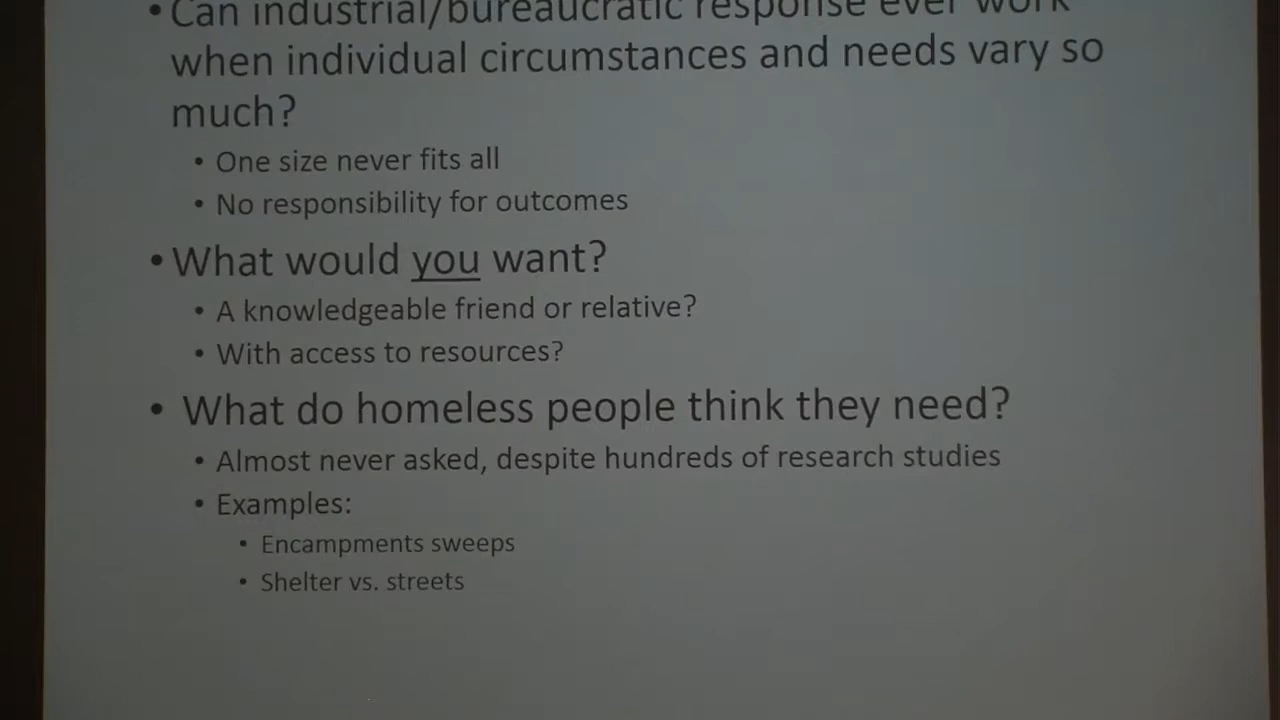 • Can industrial/bureaucratic response ever work
when individual circumstances and needs vary so
much?
• One size never fits all
• No responsibility for outcomes
• What would you want?
• A knowledgeable friend or relative?
• With access to resources?
• What do homeless people think they need?
• Almost never asked, despite hundreds of research studies
• Examples:
• Encampments sweeps
• Shelter vs. streets